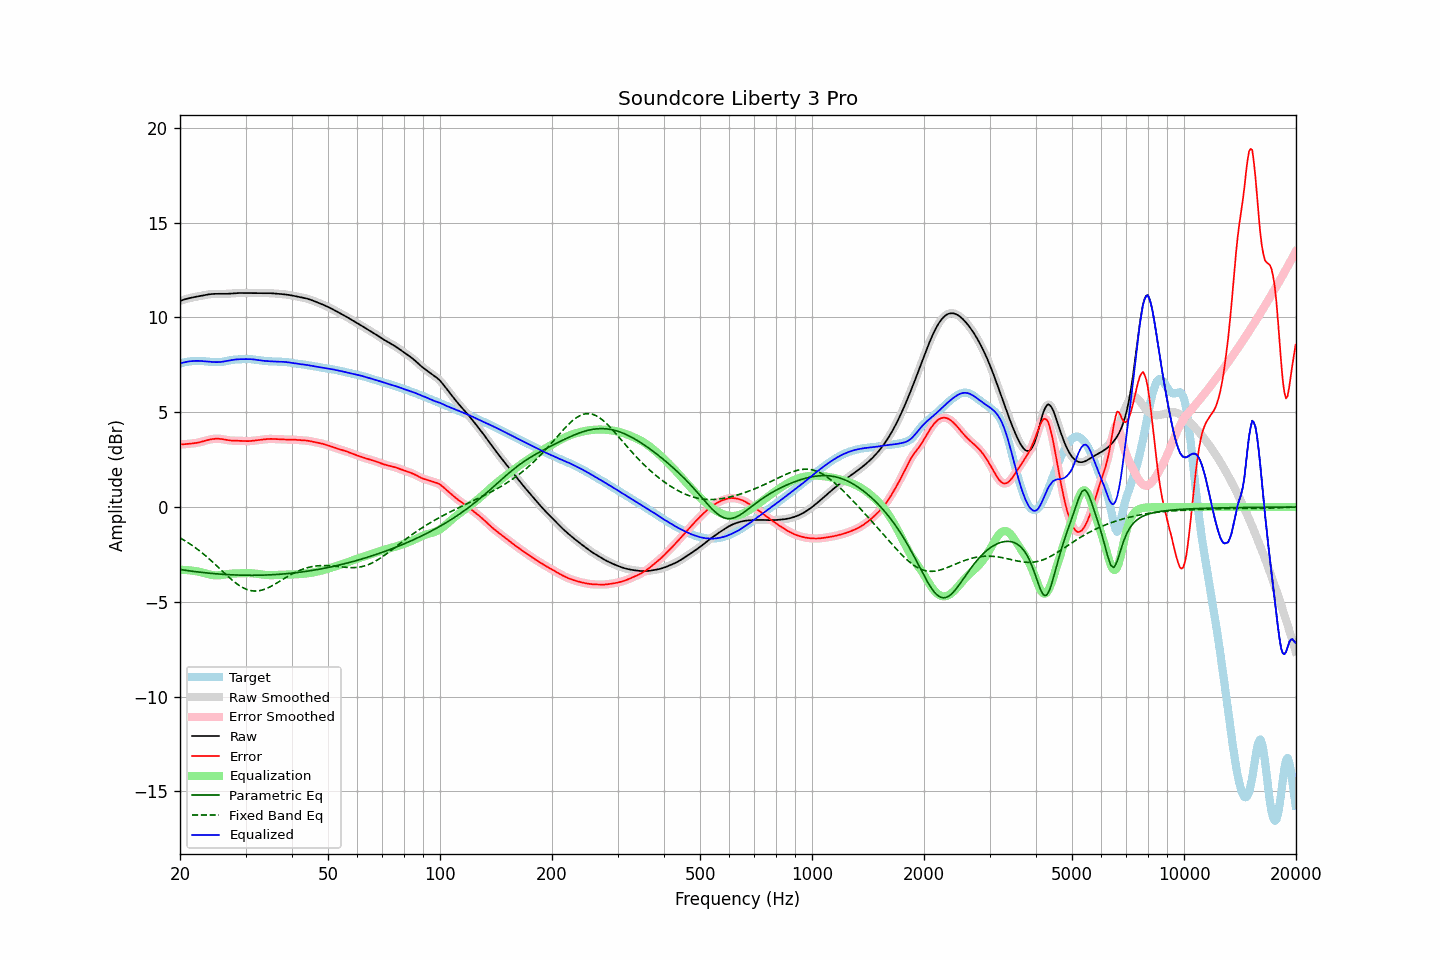 Soundcore Liberty 3 Pro
20
15
10
5
0
−5
−10
−15
Amplitude (dBr)
Target
Raw Smoothed
Error Smoothed
Raw
Error
Equalization
Parametric Eq
Fixed Band Eq
Equalized
20 50 100 200 500 1000 2000 5000 10000 20000
Frequency (Hz)